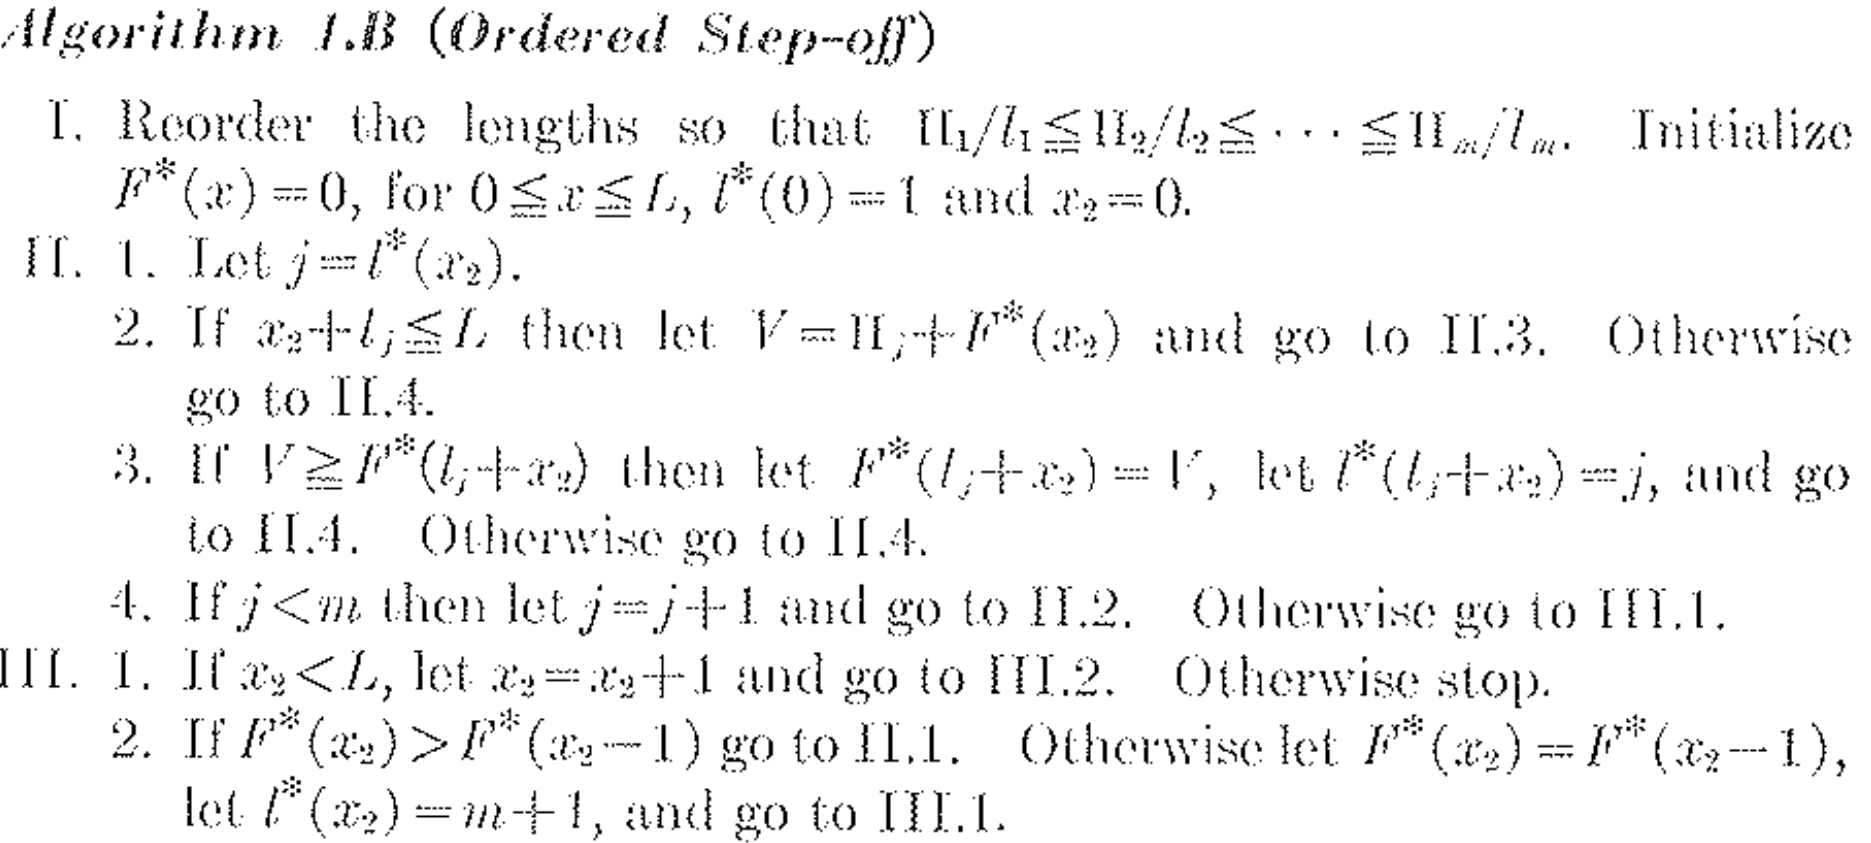 Algorithm 1.B (Ordered Step-off)
I. Reorder the lengths so that Π₁/l₁≦Π₂/l₂≦ · · · ≦Πₘ/lₘ. Initialize
F*(x)=0, for 0≦x≦L, l*(0)=1 and x₂=0.
II. 1. Let j=l*(x₂).
2. If x₂+lⱼ≦L then let V=Πⱼ+F*(x₂) and go to II.3. Otherwise
go to II.4.
3. If V≧F*(lⱼ+x₂) then let F*(lⱼ+x₂)=V, let l*(lⱼ+x₂)=j, and go
to II.4. Otherwise go to II.4.
4. If j<m then let j=j+1 and go to II.2. Otherwise go to III.1.
III. 1. If x₂<L, let x₂=x₂+1 and go to III.2. Otherwise stop.
2. If F*(x₂)>F*(x₂−1) go to II.1. Otherwise let F*(x₂)=F*(x₂−1),
let l*(x₂)=m+1, and go to III.1.